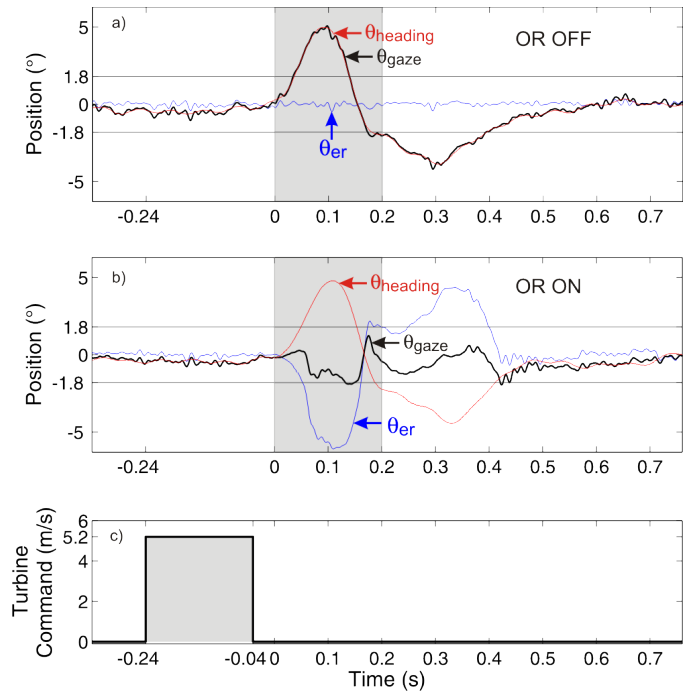 a)
OR OFF
θheading
θgaze
θer
Position (°)
5
1.8
0
-1.8
-5
-0.24 0 0.1 0.2 0.3 0.4 0.5 0.6 0.7
b)
OR ON
θheading
θgaze
θer
Position (°)
5
1.8
0
-1.8
-5
-0.24 0 0.1 0.2 0.3 0.4 0.5 0.6 0.7
c)
Turbine
Command (m/s)
6
5.2
4
2
0
-0.24 -0.04 0 0.1 0.2 0.3 0.4 0.5 0.6 0.7
Time (s)